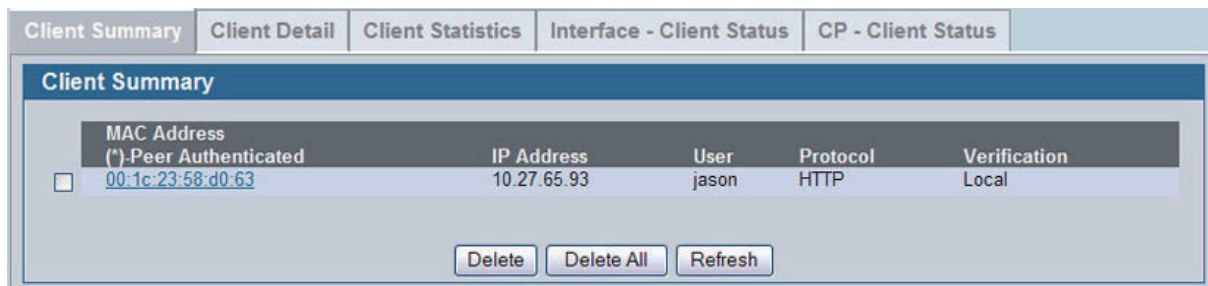 Client Summary Client Detail Client Statistics Interface - Client Status CP - Client Status
Client Summary
MAC Address
(*)-Peer Authenticated IP Address User Protocol Verification
00:1c:23:58:d0:63 10.27.65.93 jason HTTP Local
Delete Delete All Refresh